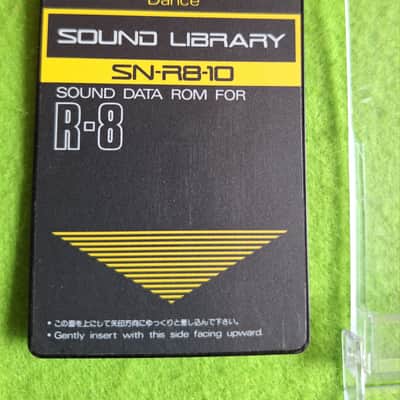 Dance
SOUND LIBRARY
SN-R8-10
SOUND DATA ROM FOR
R-8
• この面を上にして矢印方向にゆっくりと差し込んで下さい。
• Gently insert with this side facing upward.